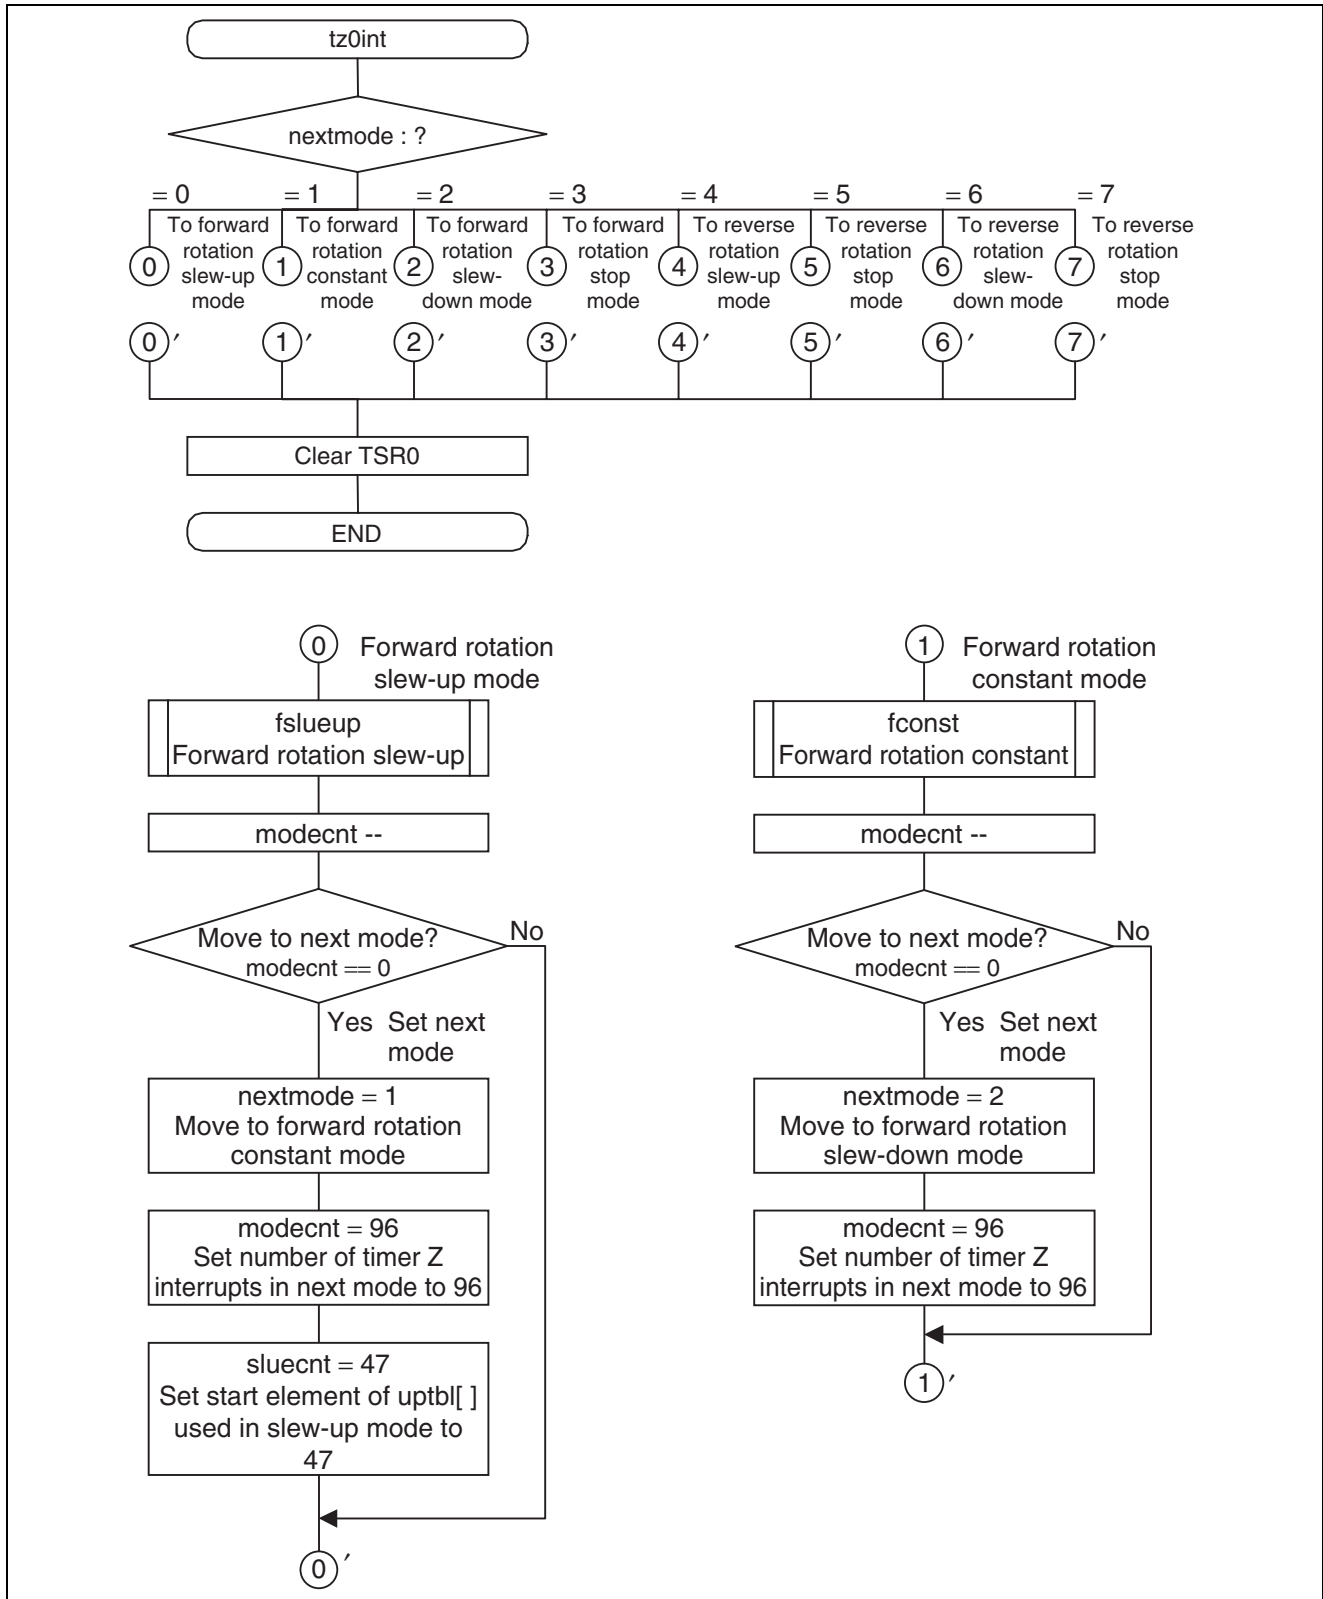 tz0int
nextmode : ?
= 0
= 1
= 2
= 3
= 4
= 5
= 6
= 7
To forward
rotation
slew-up
mode
To forward
rotation
constant
mode
To forward
rotation
slew-
down mode
To forward
rotation
stop
mode
To reverse
rotation
slew-up
mode
To reverse
rotation
stop
mode
To reverse
rotation
slew-
down mode
To reverse
rotation
stop
mode
0
1
2
3
4
5
6
7
0 ′
1 ′
2 ′
3 ′
4 ′
5 ′
6 ′
7 ′
Clear TSR0
END
0 Forward rotation
slew-up mode
fslueup
Forward rotation slew-up
modecnt --
Move to next mode?
modecnt == 0
No
Yes Set next
mode
nextmode = 1
Move to forward rotation
constant mode
modecnt = 96
Set number of timer Z
interrupts in next mode to 96
sluecnt = 47
Set start element of uptbl[ ]
used in slew-up mode to
47
0 ′
1 Forward rotation
constant mode
fconst
Forward rotation constant
modecnt --
Move to next mode?
modecnt == 0
No
Yes Set next
mode
nextmode = 2
Move to forward rotation
slew-down mode
modecnt = 96
Set number of timer Z
interrupts in next mode to 96
1 ′